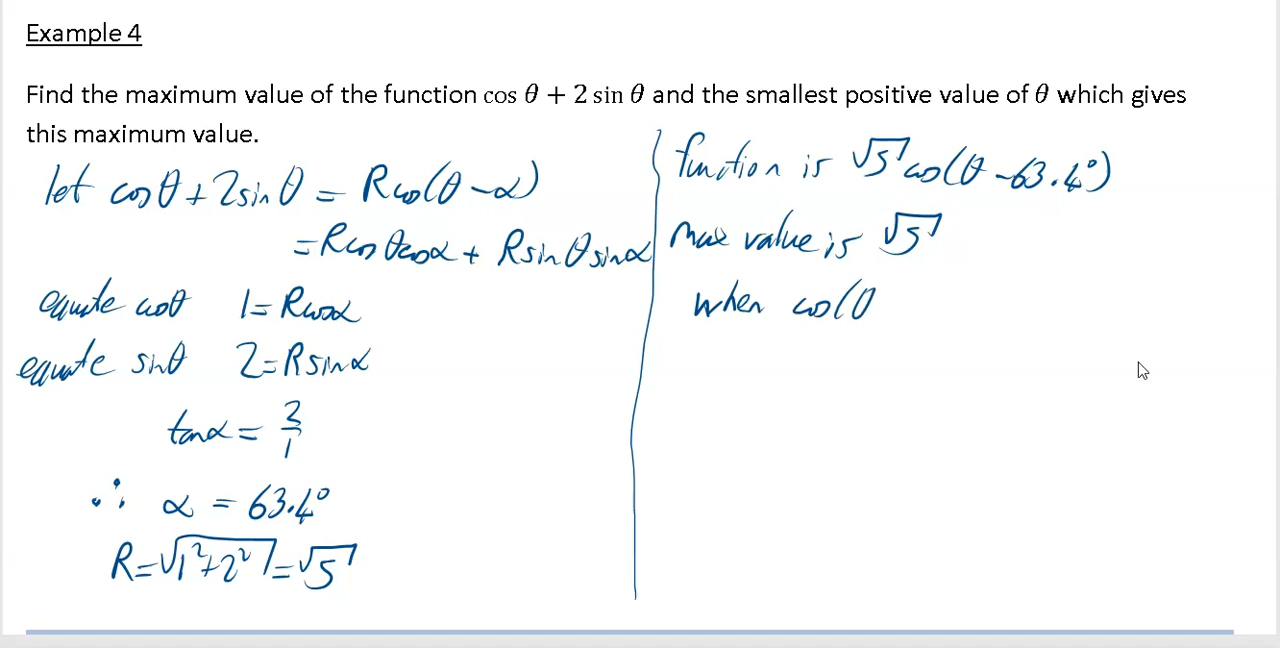 Example 4
Find the maximum value of the function cos θ + 2 sin θ and the smallest positive value of θ which gives
this maximum value.
let cosθ + 2sinθ = Rcos(θ-α)
= Rcosθcosα + Rsinθsinα
equate cosθ 1 = Rcosα
equate sinθ 2 = Rsinα
tanα = 2/1
∴ α = 63.4°
R = √1²+2² = √5
function is √5 cos(θ-63.4°)
max value is √5
when cos(θ